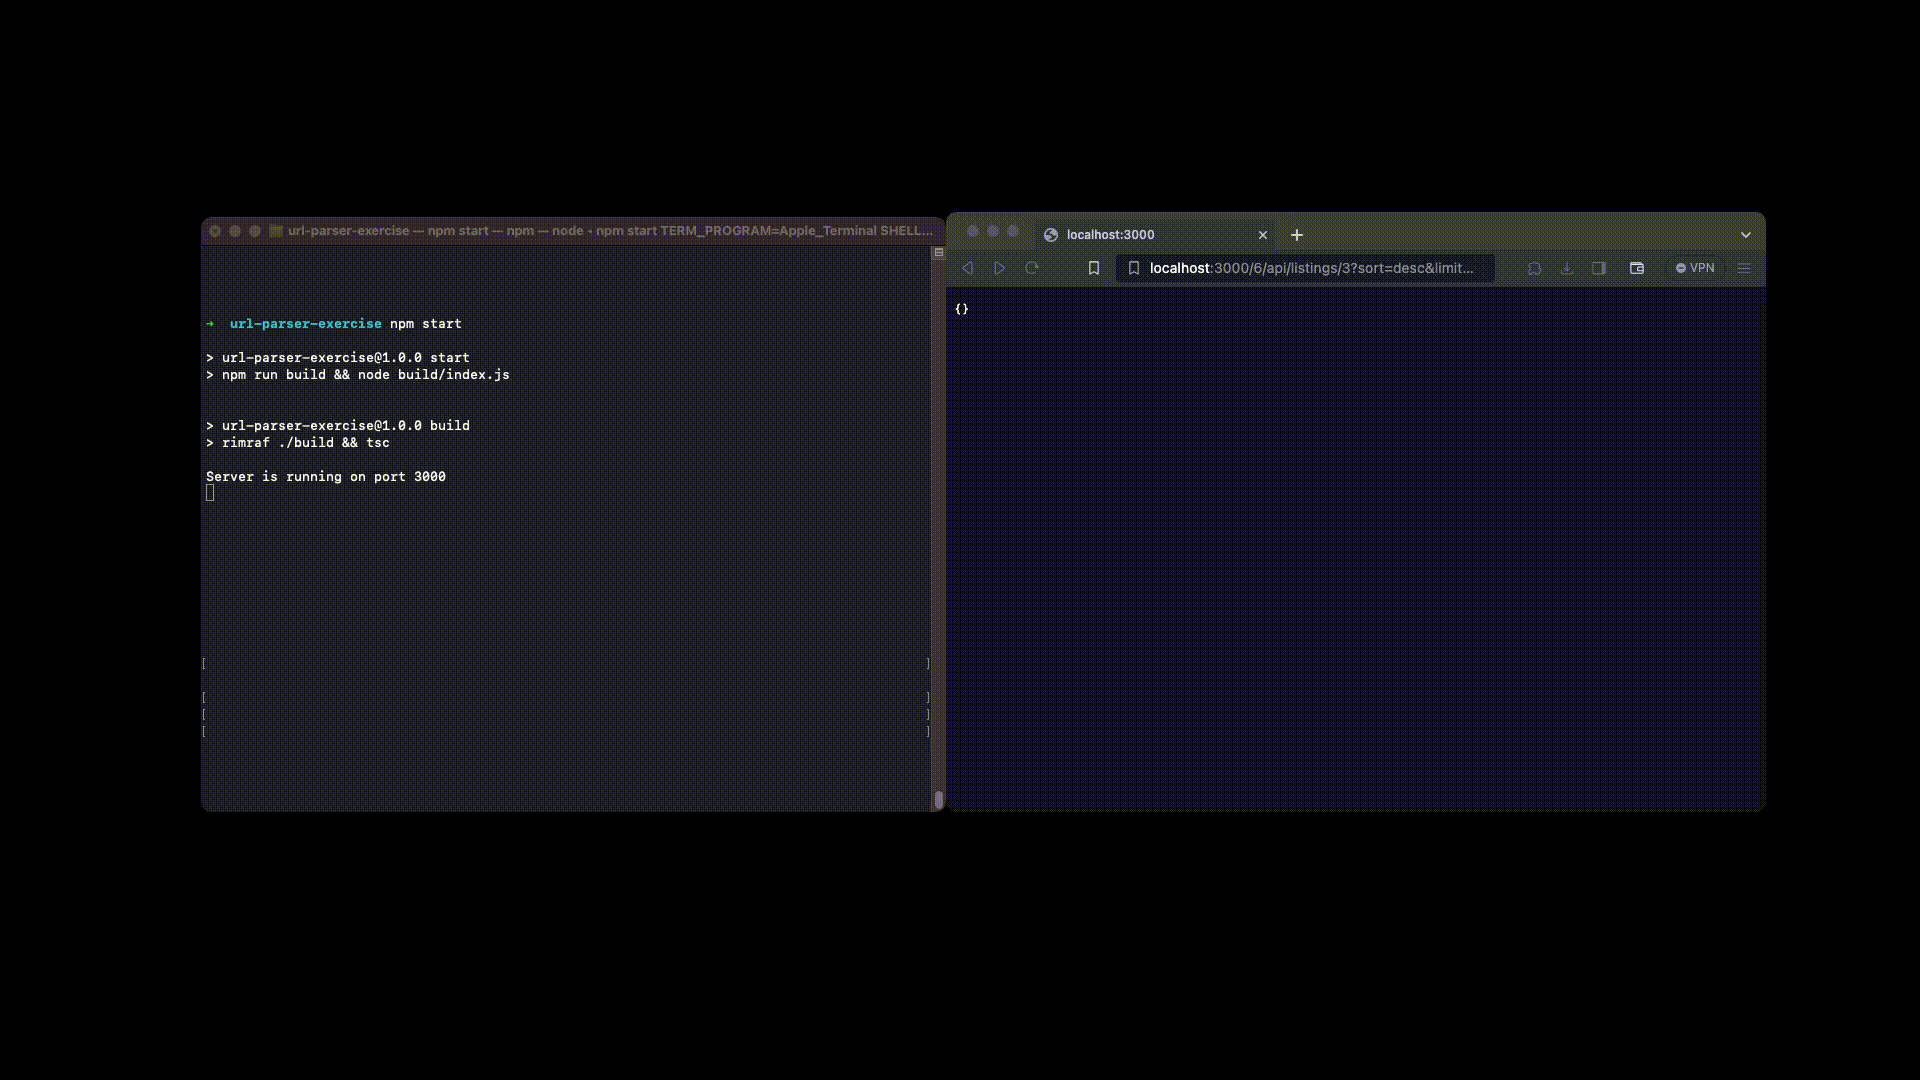 url-parser-exercise — npm start — npm — node ◂ npm start TERM_PROGRAM=Apple_Terminal SHELL...
→ url-parser-exercise npm start
> url-parser-exercise@1.0.0 start
> npm run build && node build/index.js
> url-parser-exercise@1.0.0 build
> rimraf ./build && tsc
Server is running on port 3000
[ ]
[ ]
[ ]
[ ]
localhost:3000
localhost:3000/6/api/listings/3?sort=desc&limit...
VPN
{}